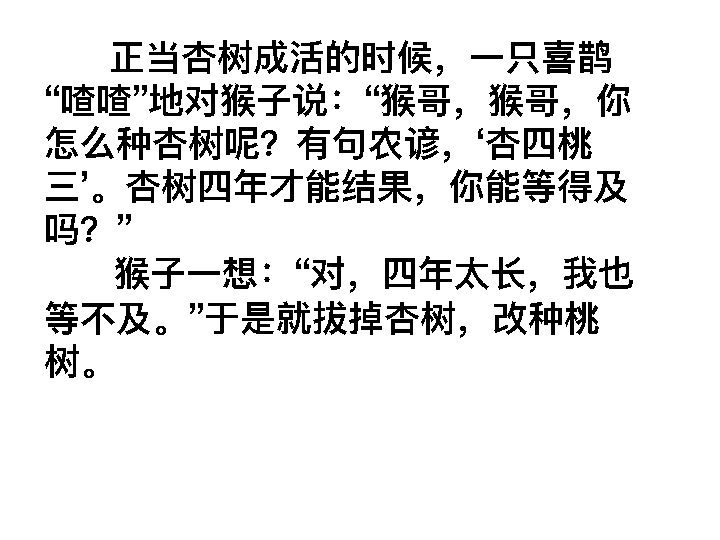 正当杏树成活的时候，一只喜鹊
“喳喳”地对猴子说：“猴哥，猴哥，你
怎么种杏树呢？有句农谚，‘杏四桃
三’。杏树四年才能结果，你能等得及
吗？”
猴子一想：“对，四年太长，我也
等不及。”于是就拔掉杏树，改种桃
树。